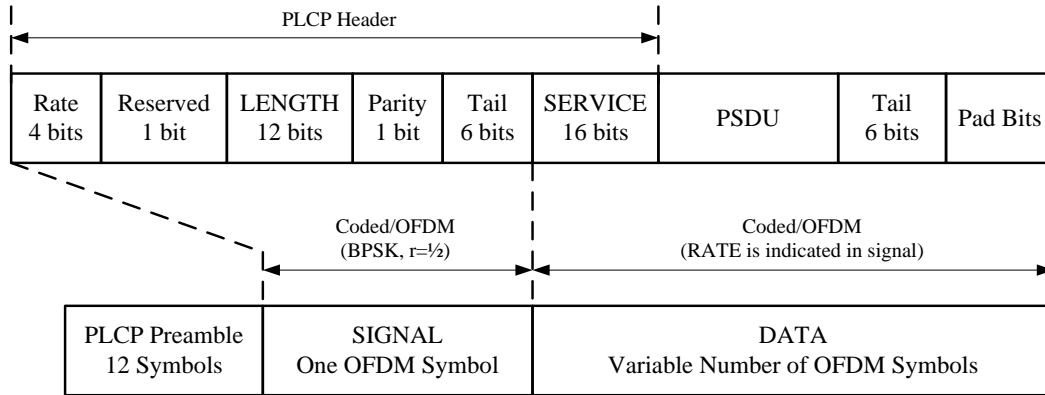 PLCP Header
Rate
4 bits
Reserved
1 bit
LENGTH
12 bits
Parity
1 bit
Tail
6 bits
SERVICE
16 bits
PSDU
Tail
6 bits
Pad Bits
Coded/OFDM
(BPSK, r=½)
Coded/OFDM
(RATE is indicated in signal)
PLCP Preamble
12 Symbols
SIGNAL
One OFDM Symbol
DATA
Variable Number of OFDM Symbols